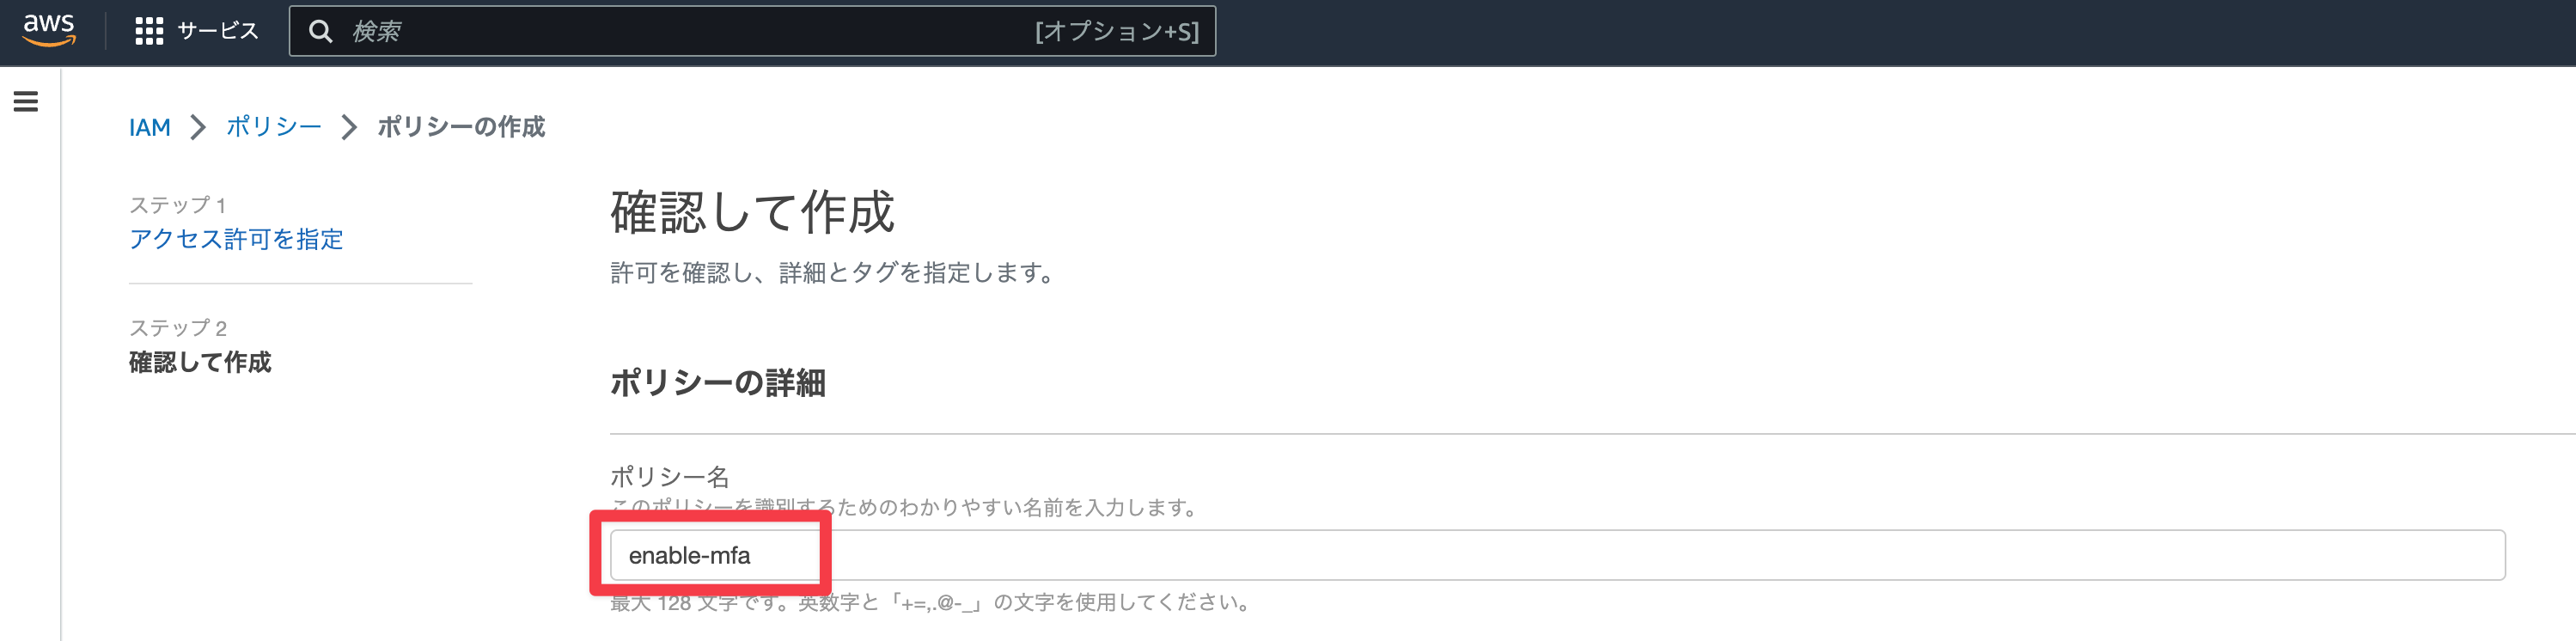 aws サービス 検索 [オプション+S]
IAM ポリシー ポリシーの作成
ステップ 1
アクセス許可を指定
ステップ 2
確認して作成
確認して作成
許可を確認し、詳細とタグを指定します。
ポリシーの詳細
ポリシー名
このポリシーを識別するためのわかりやすい名前を入力します。
enable-mfa
最大 128 文字です。英数字と「+=,.@-_」の文字を使用してください。